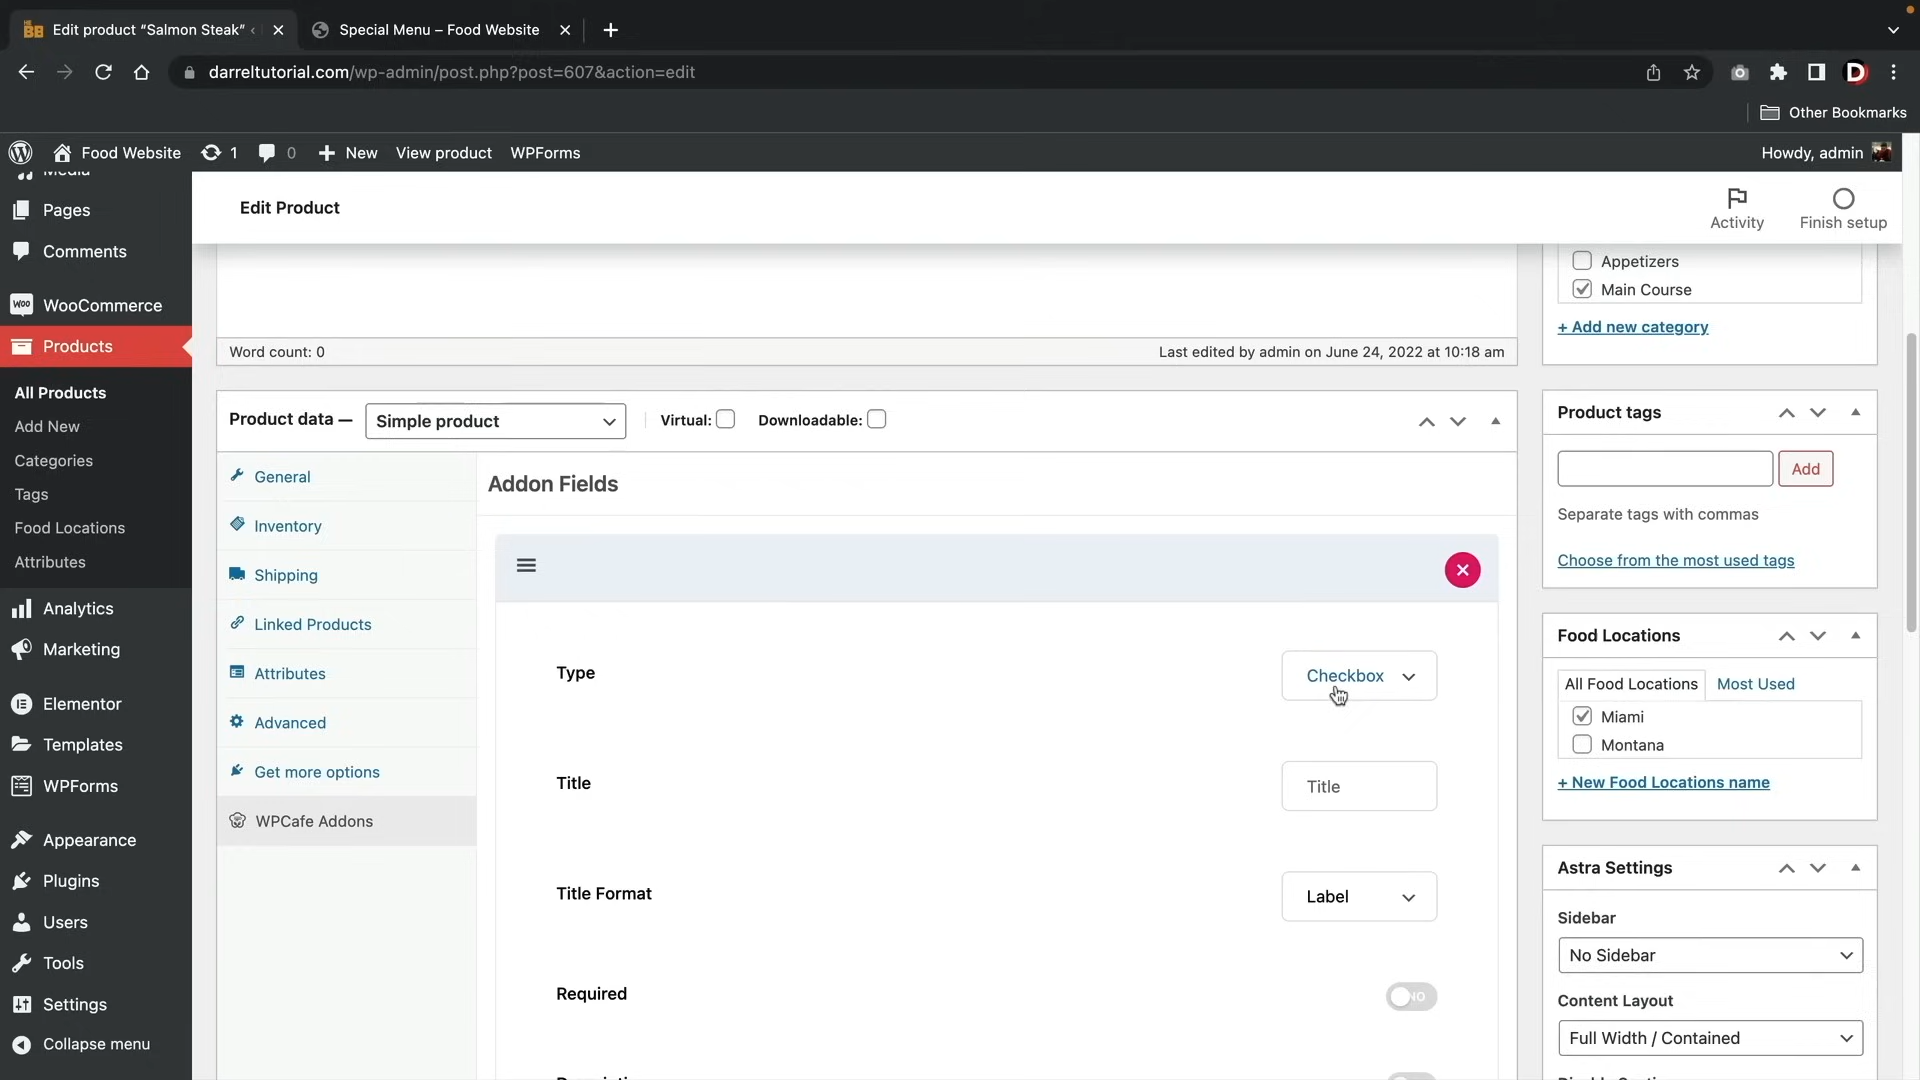 Edit product “Salmon Steak” ‹
Special Menu – Food Website
darreltutorial.com/wp-admin/post.php?post=607&action=edit
Other Bookmarks
Food Website
1
0
New
View product
WPForms
Howdy, admin
Media
Pages
Comments
WooCommerce
Products
All Products
Add New
Categories
Tags
Food Locations
Attributes
Analytics
Marketing
Elementor
Templates
WPForms
Appearance
Plugins
Users
Tools
Settings
Collapse menu
Edit Product
Activity
Finish setup
Word count: 0
Last edited by admin on June 24, 2022 at 10:18 am
Product data —
Simple product
Virtual:
Downloadable:
General
Inventory
Shipping
Linked Products
Attributes
Advanced
Get more options
WPCafe Addons
Addon Fields
Type
Checkbox
Title
Title
Title Format
Label
Required
NO
Appetizers
Main Course
+ Add new category
Product tags
Add
Separate tags with commas
Choose from the most used tags
Food Locations
All Food Locations
Most Used
Miami
Montana
+ New Food Locations name
Astra Settings
Sidebar
No Sidebar
Content Layout
Full Width / Contained